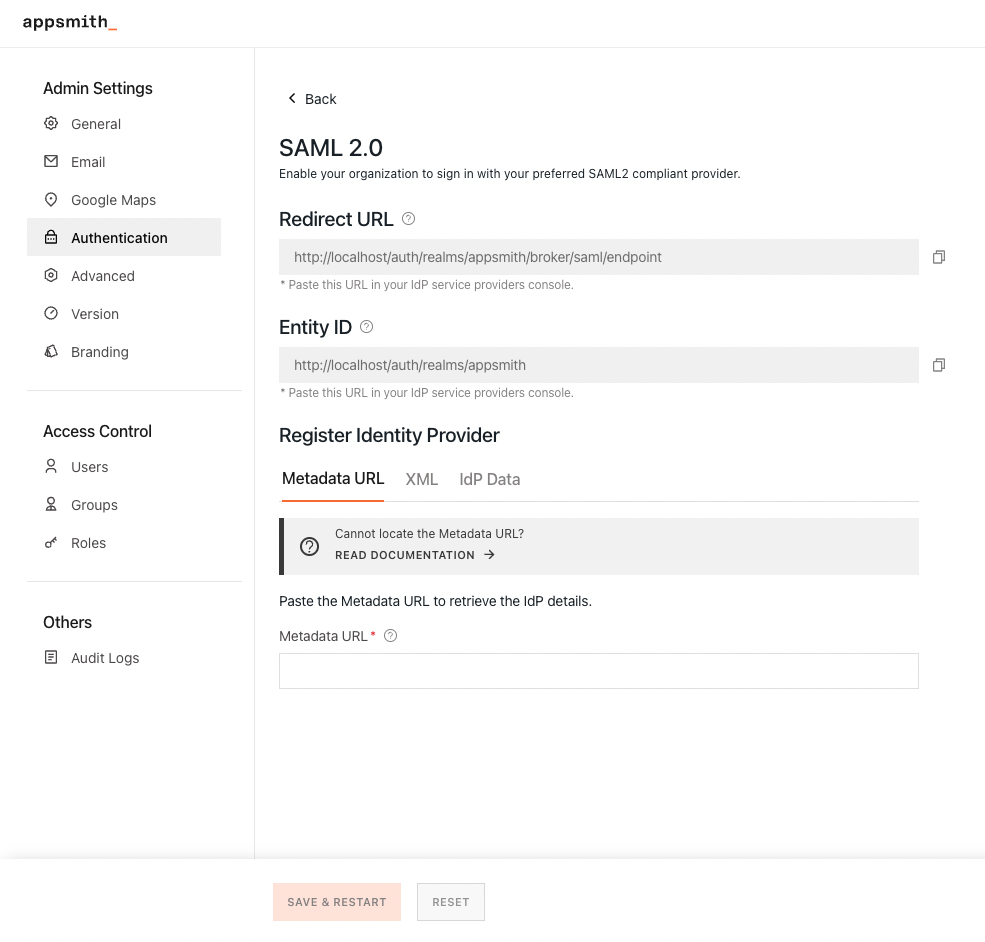 appsmith_
Admin Settings
General
Email
Google Maps
Authentication
Advanced
Version
Branding
Access Control
Users
Groups
Roles
Others
Audit Logs
Back
SAML 2.0
Enable your organization to sign in with your preferred SAML2 compliant provider.
Redirect URL
http://localhost/auth/realms/appsmith/broker/saml/endpoint
* Paste this URL in your IdP service providers console.
Entity ID
http://localhost/auth/realms/appsmith
* Paste this URL in your IdP service providers console.
Register Identity Provider
Metadata URL XML IdP Data
Cannot locate the Metadata URL?
READ DOCUMENTATION
Paste the Metadata URL to retrieve the IdP details.
Metadata URL *
SAVE & RESTART RESET